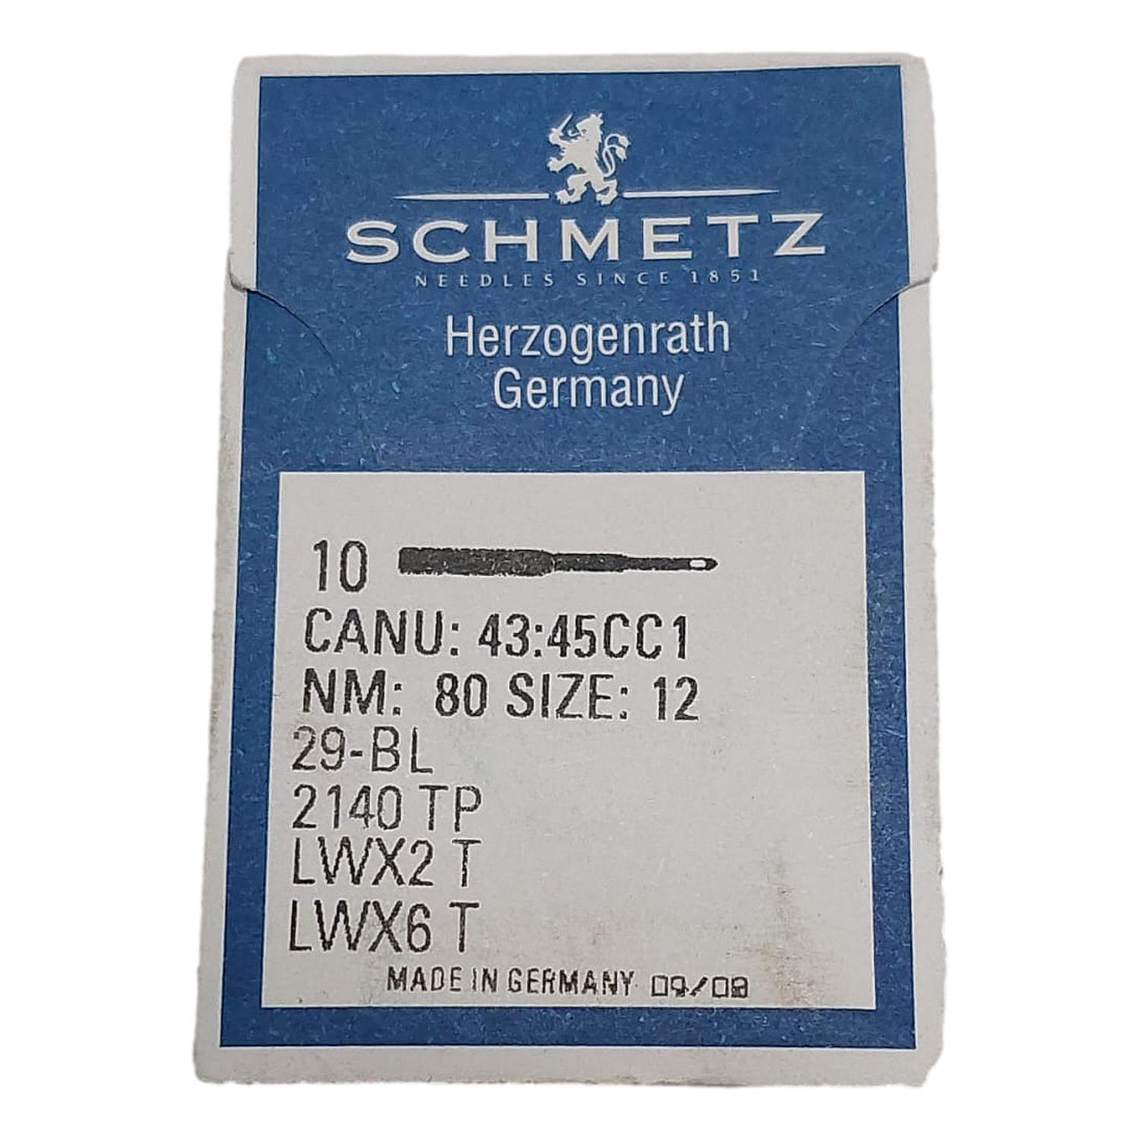 SCHMETZ
NEEDLES SINCE 1851
Herzogenrath
Germany
10
CANU: 43:45CC1
NM: 80 SIZE: 12
29-BL
2140 TP
LWX2 T
LWX6 T
MADE IN GERMANY 09/08